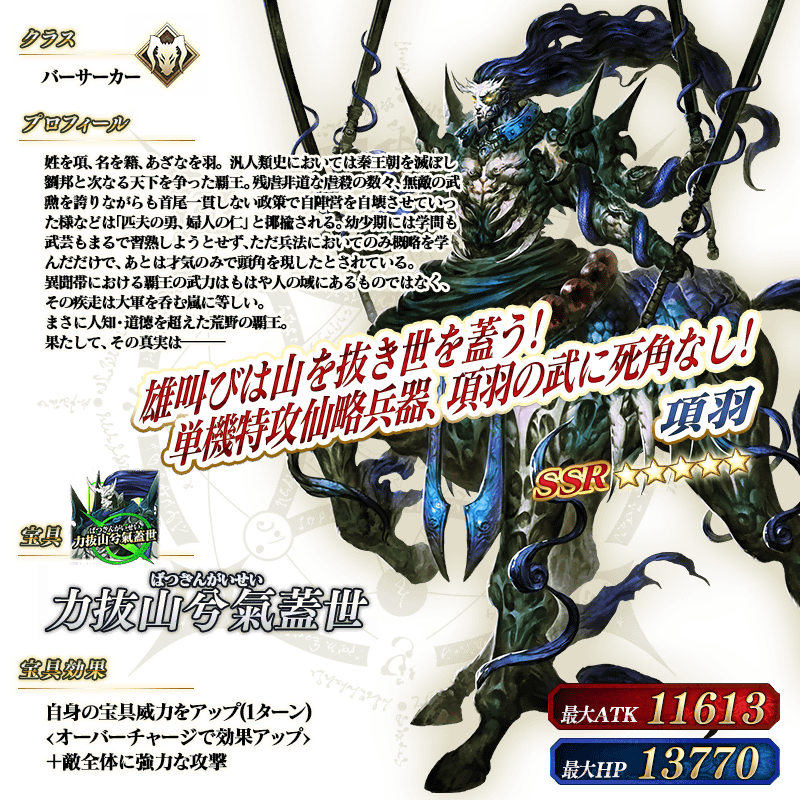 クラス
バーサーカー
プロフィール
姓を項、名を籍、あざなを羽。汎人類史においては秦王朝を滅ぼし
劉邦と次なる天下を争った覇王。残虐非道な虐殺の数々、無敵の武
勲を誇りながらも首尾一貫しない政策で自陣営を自壊させていっ
た様などは「匹夫の勇、婦人の仁」と揶揄される。幼少期には学問も
武芸もまるで習熟しようとせず、ただ兵法においてのみ概略を学
んだだけで、あとは才気のみで頭角を現したとされている。
異聞帯における覇王の武力はもはや人の域にあるものではなく、
その疾走は大軍を呑む嵐に等しい。
まさに人知・道徳を超えた荒野の覇王。
果たして、その真実は───
雄叫びは山を抜き世を蓋う!
単機特攻仙略兵器、項羽の武に死角なし!
項羽
SSR ☆☆☆☆☆
宝具
ばつざんがいせい
力抜山兮氣蓋世
ばつざんがいせい
力抜山兮氣蓋世
宝具効果
自身の宝具威力をアップ(1ターン)
<オーバーチャージで効果アップ>
+敵全体に強力な攻撃
最大ATK 11613
最大HP 13770